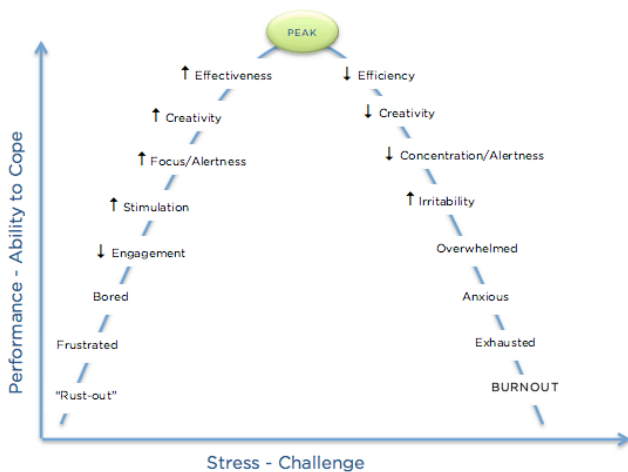 PEAK
↑ Effectiveness
↓ Efficiency
↑ Creativity
↓ Creativity
↑ Focus/Alertness
↓ Concentration/Alertness
↑ Stimulation
↑ Irritability
↓ Engagement
Overwhelmed
Bored
Anxious
Frustrated
Exhausted
"Rust-out"
BURNOUT
Performance - Ability to Cope
Stress - Challenge